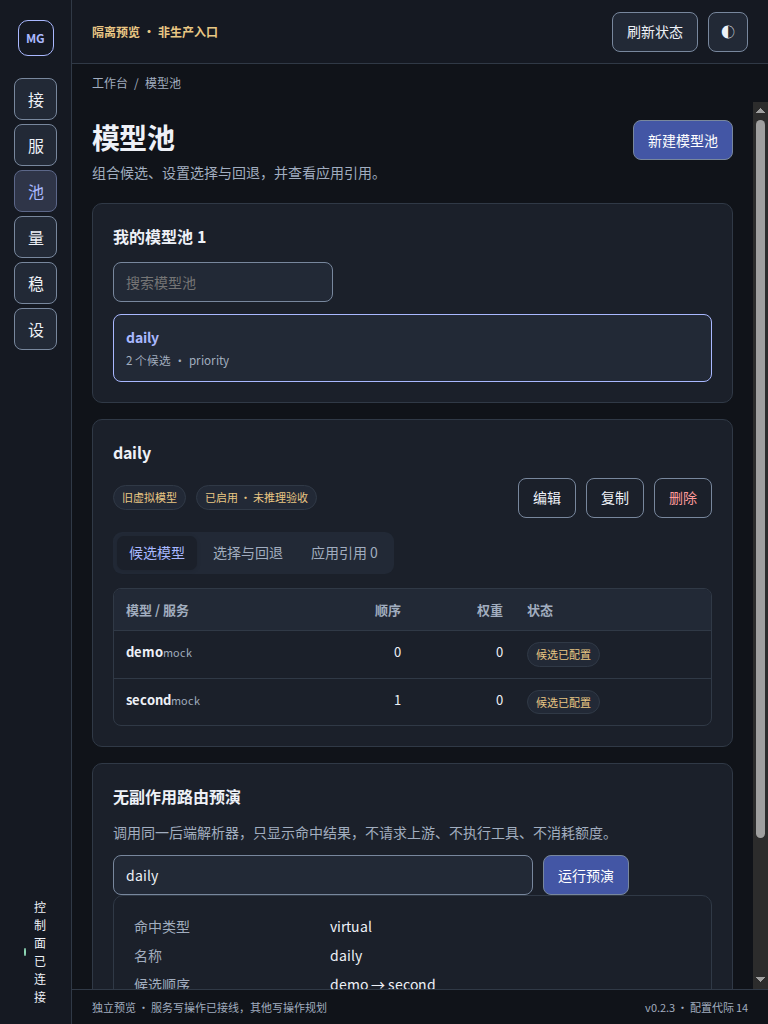 MG
接
服
池
量
稳
设
控
制
面
已
连
接
隔离预览 · 非生产入口
刷新状态
工作台 / 模型池
模型池
新建模型池
组合候选、设置选择与回退，并查看应用引用。
我的模型池 1
搜索模型池
daily
2 个候选 · priority
daily
旧虚拟模型 已启用 · 未推理验收
编辑 复制 删除
候选模型 选择与回退 应用引用 0
模型 / 服务 顺序 权重 状态
demomock 0 0 候选已配置
secondmock 1 0 候选已配置
无副作用路由预演
调用同一后端解析器，只显示命中结果，不请求上游、不执行工具、不消耗额度。
daily 运行预演
命中类型 virtual
名称 daily
候选顺序 demo → second
独立预览 · 服务写操作已接线，其他写操作规划
v0.2.3 · 配置代际 14